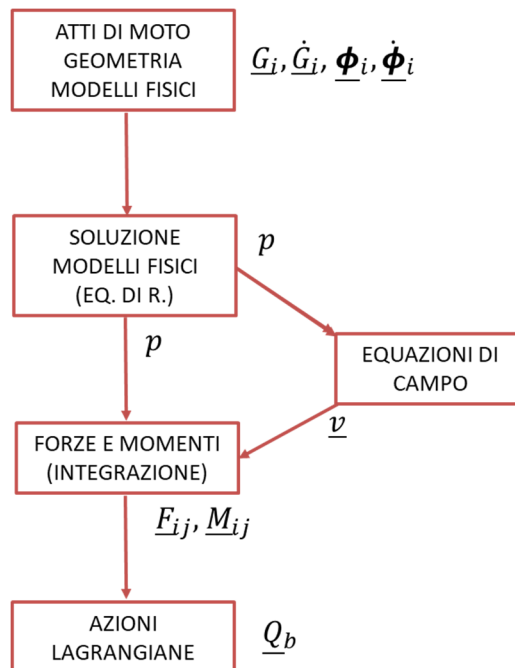 ATTI DI MOTO
GEOMETRIA
MODELLI FISICI
G_i, Ġ_i, ϕ_i, ϕ̇_i
SOLUZIONE
MODELLI FISICI
(EQ. DI R.)
p
p
EQUAZIONI DI
CAMPO
v
FORZE E MOMENTI
(INTEGRAZIONE)
F_ij, M_ij
AZIONI
LAGRANGIANE
Q_b